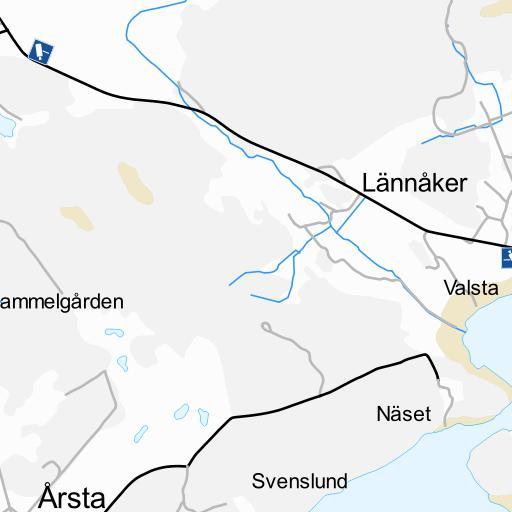 Lännåker
Valsta
ammelgården
Näset
Svenslund
Årsta